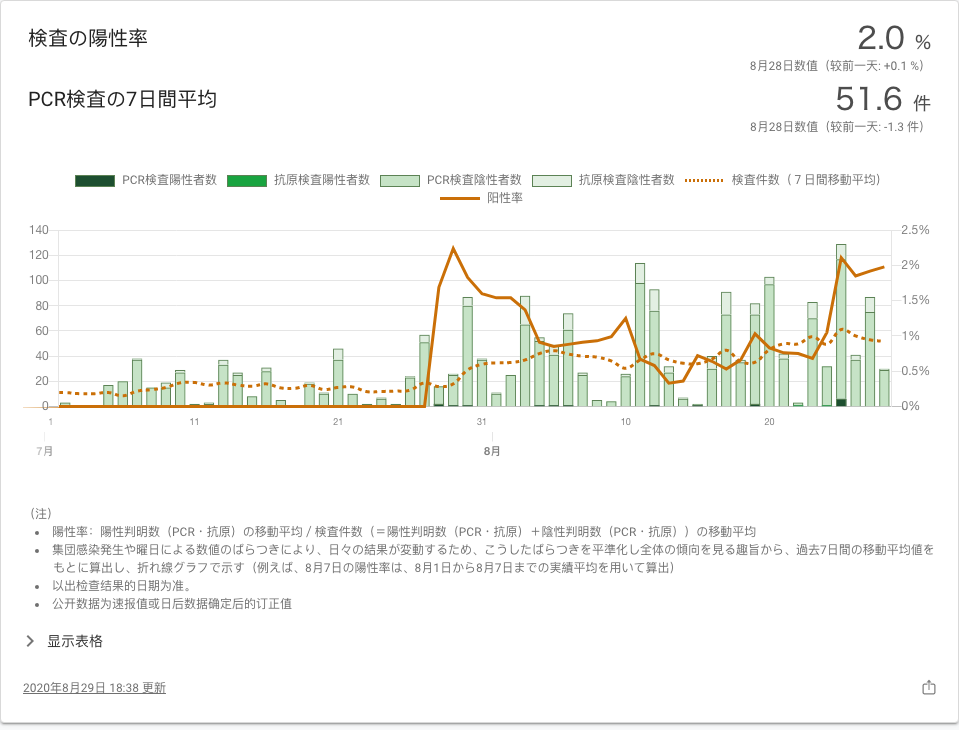 検査の陽性率
2.0 %
8月28日数值（较前一天: +0.1 %）
PCR検査の7日間平均
51.6 件
8月28日数值（较前一天: -1.3 件）
PCR検査陽性者数 抗原検査陽性者数 PCR検査陰性者数 抗原検査陰性者数 検査件数（７日間移動平均）
阳性率
140 2.5%
120 2%
100 1.5%
80 1%
60 0.5%
40 0%
20
0
1 11 21 31 10 20
7月 8月
（注）
• 陽性率：陽性判明数（PCR・抗原）の移動平均 / 検査件数（＝陽性判明数（PCR・抗原）＋陰性判明数（PCR・抗原））の移動平均
• 集団感染発生や曜日による数値のばらつきにより、日々の結果が変動するため、こうしたばらつきを平準化し全体の傾向を見る趣旨から、過去7日間の移動平均値を
もとに算出し、折れ線グラフで示す（例えば、8月7日の陽性率は、8月1日から8月7日までの実績平均を用いて算出）
• 以出检查结果的日期为准。
• 公开数据为速报值或日后数据确定后的订正值
显示表格
2020年8月29日 18:38 更新